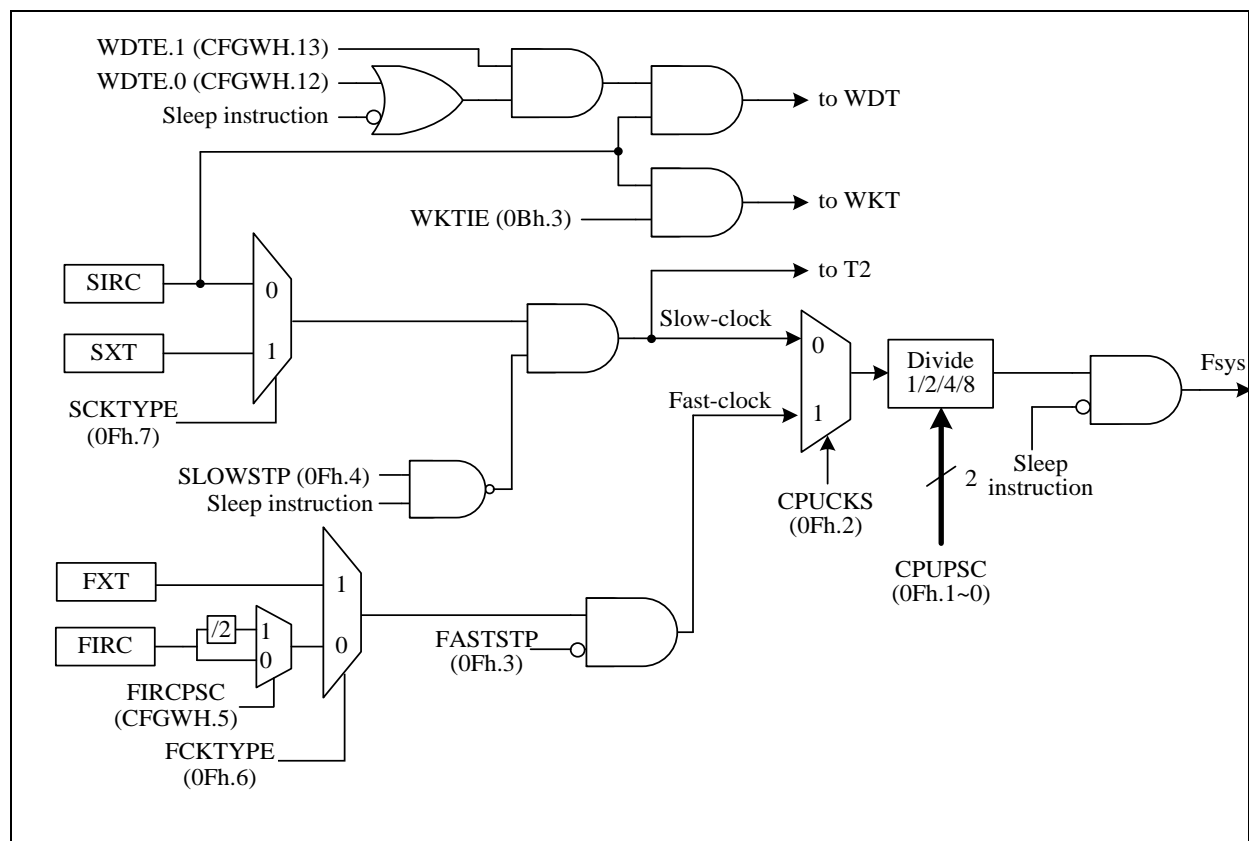 WDTE.1 (CFGWH.13)
WDTE.0 (CFGWH.12)
Sleep instruction
to WDT
WKTIE (0Bh.3)
to WKT
SIRC
0
to T2
SXT
1
SCKTYPE
(0Fh.7)
Slow-clock
0
Divide
1/2/4/8
Fsys
Fast-clock
1
SLOWSTP (0Fh.4)
Sleep instruction
CPUCKS
(0Fh.2)
2
Sleep
instruction
CPUPSC
(0Fh.1~0)
FXT
1
FIRC
/2
1
0
0
FASTSTP
(0Fh.3)
FIRCPSC
(CFGWH.5)
FCKTYPE
(0Fh.6)